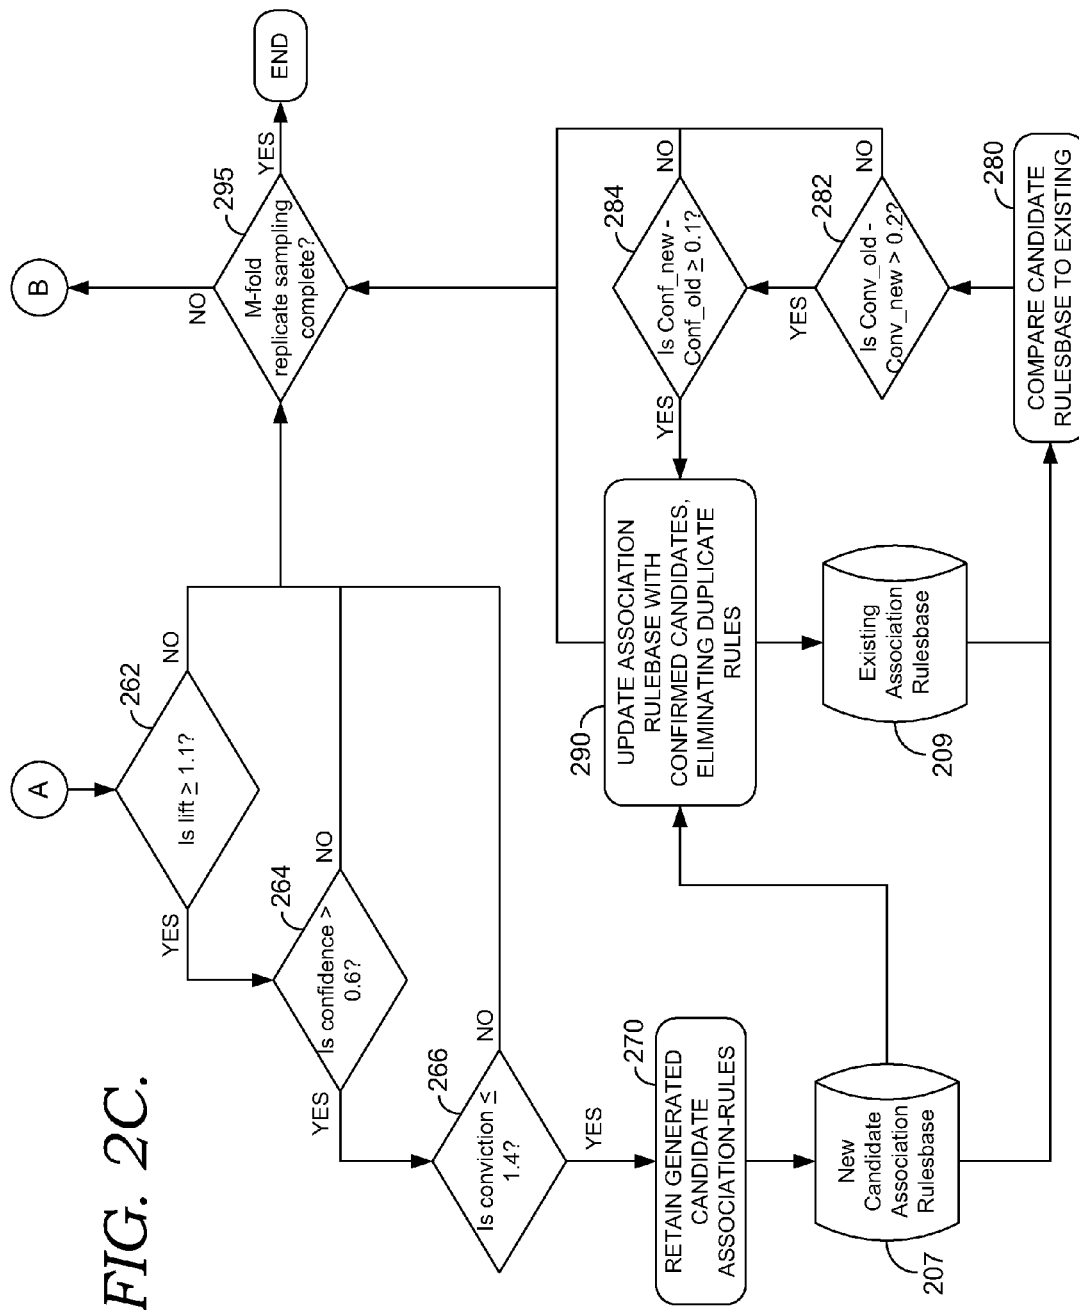 FIG. 2C.
A
Is lift ≥ 1.1?
262
YES
NO
Is confidence >
0.6?
264
YES
NO
Is conviction ≤
1.4?
266
YES
NO
RETAIN GENERATED
CANDIDATE
ASSOCIATION-RULES
270
New
Candidate
Association
Rulesbase
207
B
NO
M-fold
replicate sampling
complete?
295
YES
END
UPDATE ASSOCIATION
RULEBASE WITH
CONFIRMED CANDIDATES,
ELIMINATING DUPLICATE
RULES
290
Existing
Association
Rulesbase
209
YES
Is Conf_new -
Conf_old ≥ 0.1?
284
NO
YES
Is Conv_old -
Conv_new > 0.2?
282
NO
COMPARE CANDIDATE
RULESBASE TO EXISTING
280